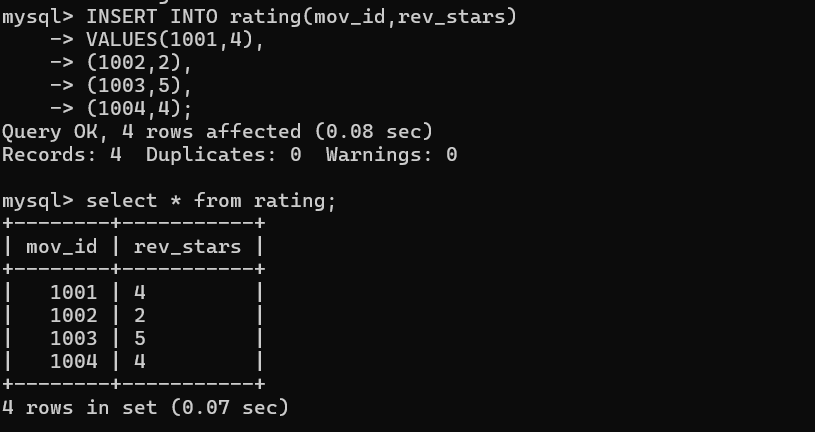 mysql> INSERT INTO rating(mov_id,rev_stars)
    -> VALUES(1001,4),
    -> (1002,2),
    -> (1003,5),
    -> (1004,4);
Query OK, 4 rows affected (0.08 sec)
Records: 4  Duplicates: 0  Warnings: 0

mysql> select * from rating;
+--------+-----------+
| mov_id | rev_stars |
+--------+-----------+
|   1001 | 4         |
|   1002 | 2         |
|   1003 | 5         |
|   1004 | 4         |
+--------+-----------+
4 rows in set (0.07 sec)